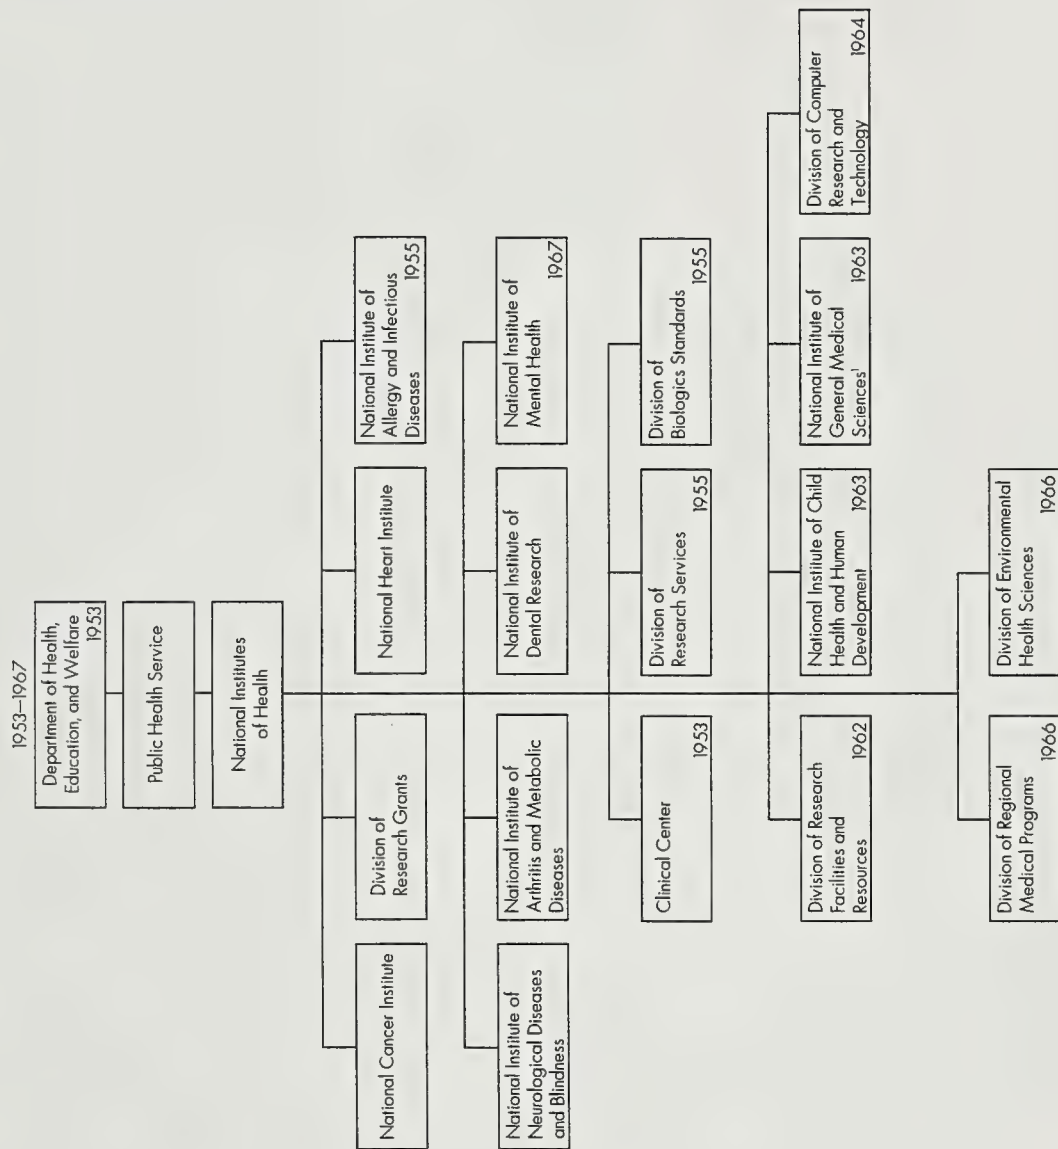 1953–1967
Department of Health,
Education, and Welfare
1953
Public Health Service
National Institutes
of Health
National Cancer Institute
Division of
Research Grants
National Heart Institute
National Institute of
Allergy and Infectious
Diseases
1955
National Institute of
Neurological Diseases
and Blindness
National Institute of
Arthritis and Metabolic
Diseases
National Institute of
Dental Research
National Institute of
Mental Health
1967
Clinical Center
1953
Division of
Research Services
1955
Division of
Biologics Standards
1955
Division of Research
Facilities and
Resources
1962
National Institute of Child
Health and Human
Development
1963
National Institute of
General Medical
Sciences¹
1963
Division of Computer
Research and
Technology
1964
Division of Regional
Medical Programs
1966
Division of Environmental
Health Sciences
1966